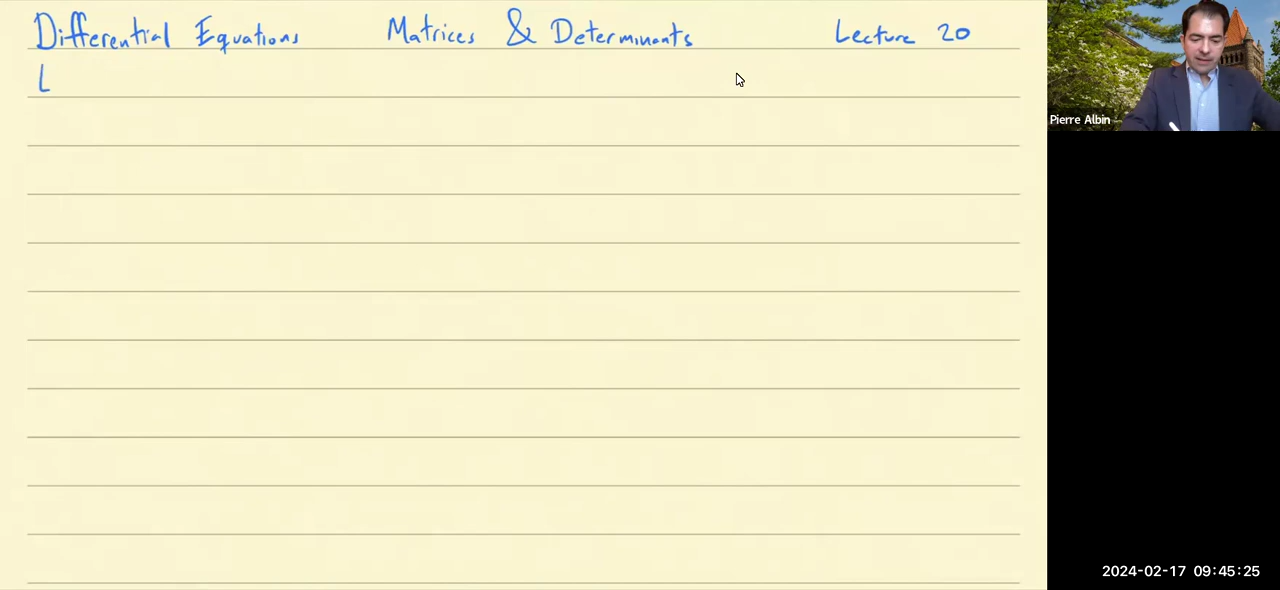 Differential Equations Matrices & Determinants Lecture 20
L
Pierre Albin
2024-02-17 09:45:25